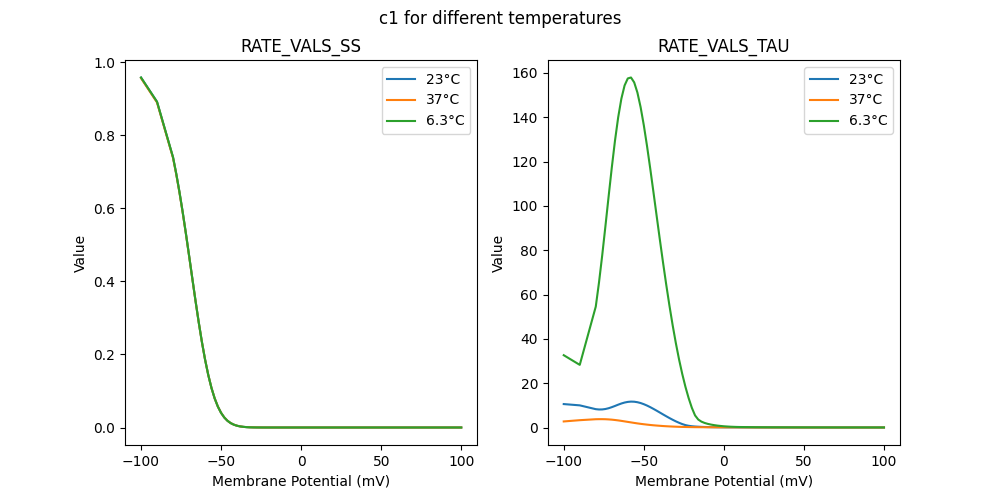 c1 for different temperatures
RATE_VALS_SS
RATE_VALS_TAU
1.0
0.8
0.6
0.4
0.2
0.0
Value
−100
−50
0
50
100
Membrane Potential (mV)
23°C
37°C
6.3°C
160
140
120
100
80
60
40
20
0
Value
−100
−50
0
50
100
Membrane Potential (mV)
23°C
37°C
6.3°C